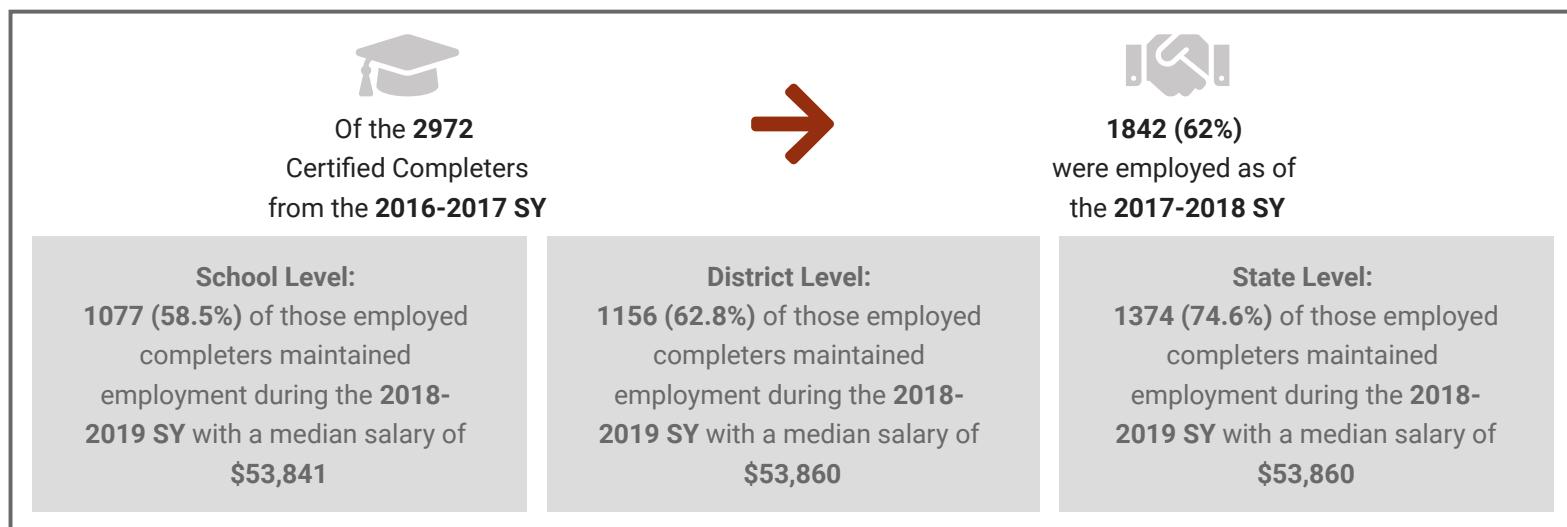 Of the 2972
Certified Completers
from the 2016-2017 SY
1842 (62%)
were employed as of
the 2017-2018 SY
School Level:
1077 (58.5%) of those employed
completers maintained
employment during the 2018-
2019 SY with a median salary of
$53,841
District Level:
1156 (62.8%) of those employed
completers maintained
employment during the 2018-
2019 SY with a median salary of
$53,860
State Level:
1374 (74.6%) of those employed
completers maintained
employment during the 2018-
2019 SY with a median salary of
$53,860